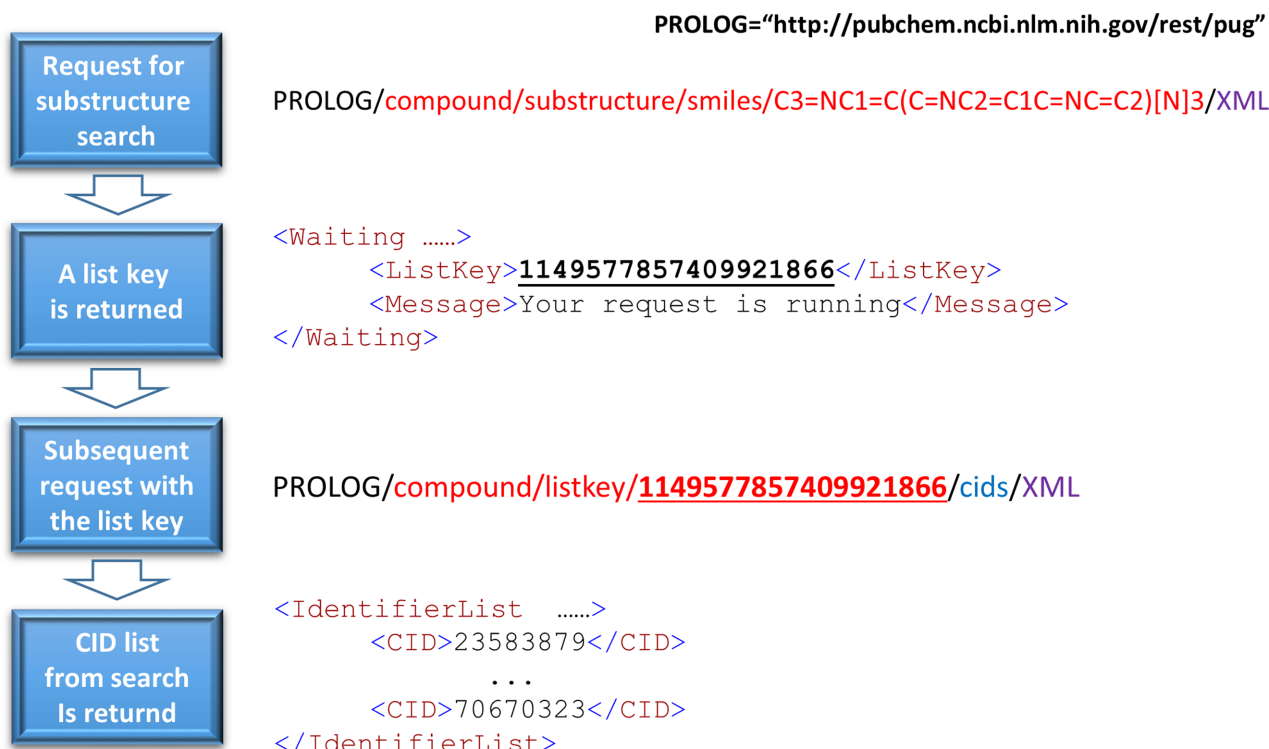 PROLOG=“http://pubchem.ncbi.nlm.nih.gov/rest/pug”
Request for
substructure
search
PROLOG/compound/substructure/smiles/C3=NC1=C(C=NC2=C1C=NC=C2)[N]3/XML
A list key
is returned
<Waiting ……>
<ListKey>1149577857409921866</ListKey>
<Message>Your request is running</Message>
</Waiting>
Subsequent
request with
the list key
PROLOG/compound/listkey/1149577857409921866/cids/XML
CID list
from search
Is returnd
<IdentifierList ……>
<CID>23583879</CID>
...
<CID>70670323</CID>
</IdentifierList>